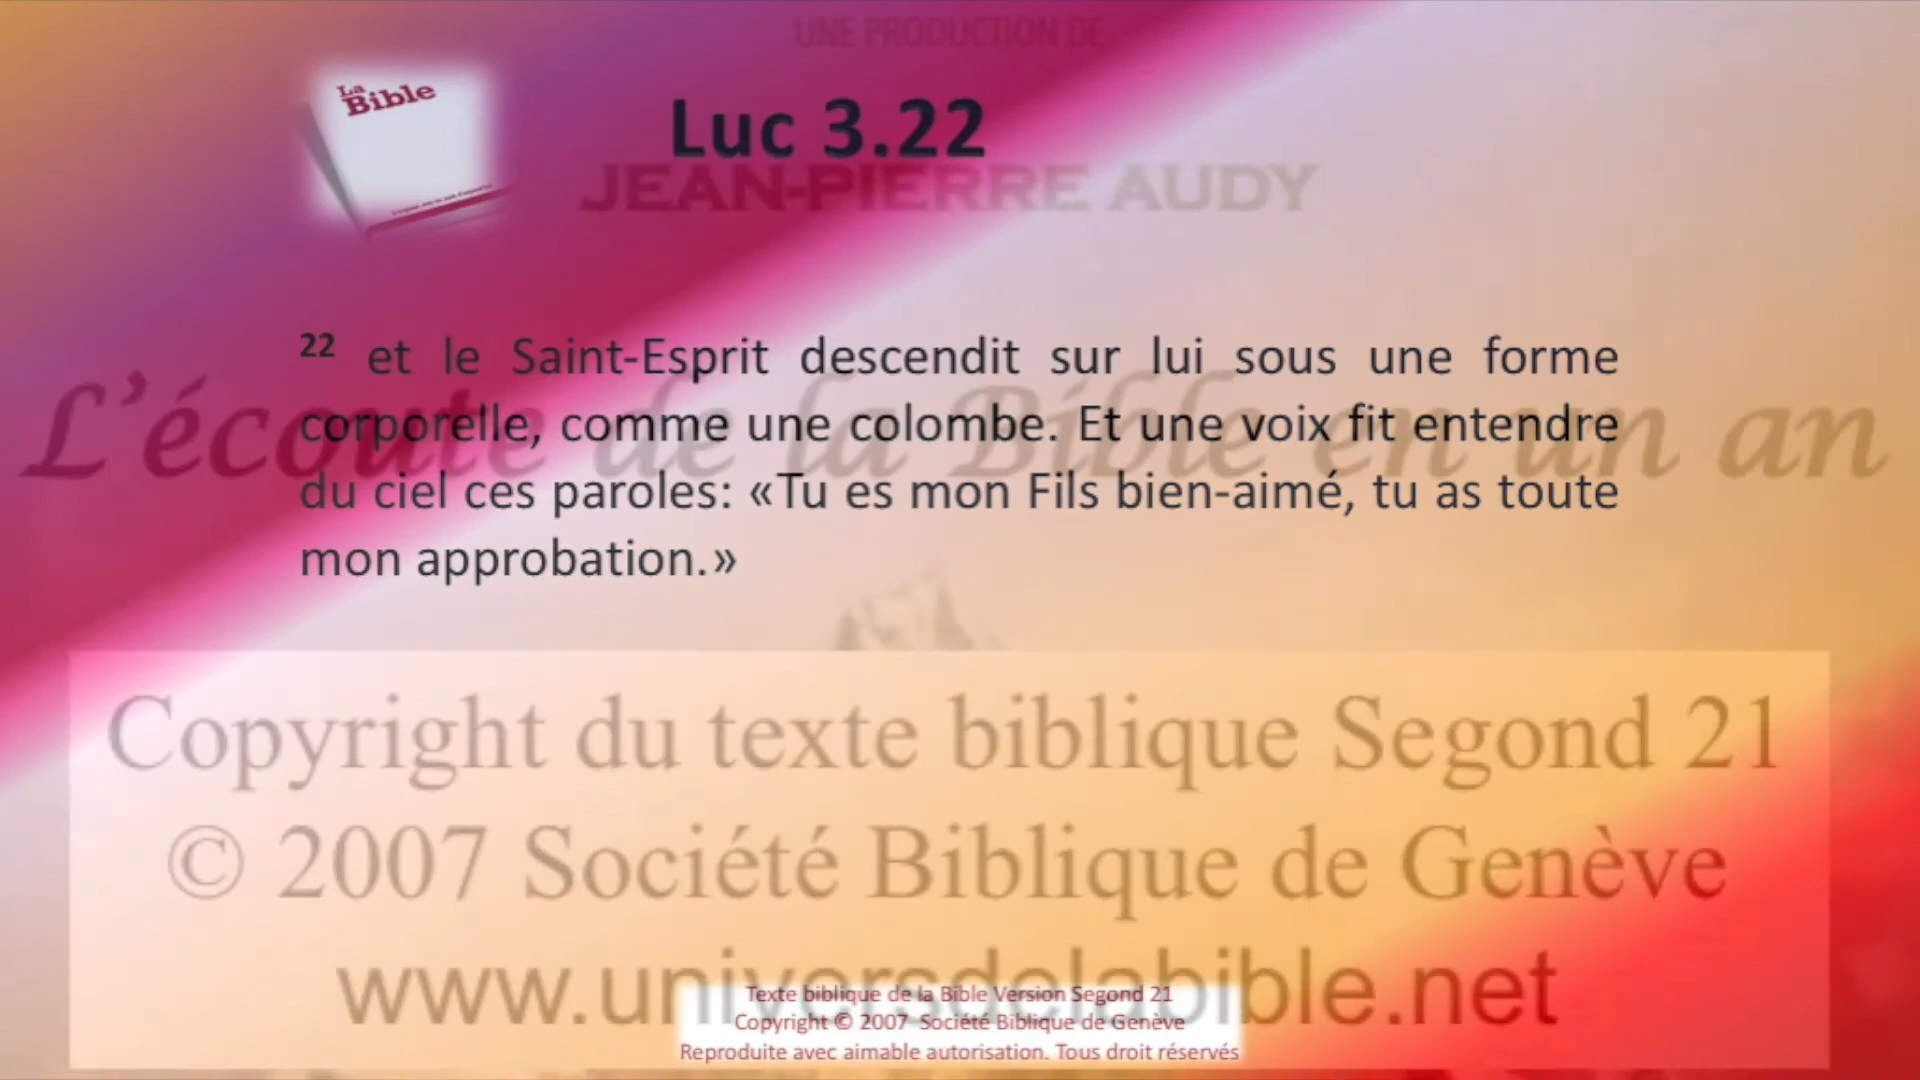 UNE PRODUCTION DE
La
Bible
Luc 3.22
JEAN-PIERRE AUDY
22 et le Saint-Esprit descendit sur lui sous une forme
L'écoute de la Bible en un an
corporelle, comme une colombe. Et une voix fit entendre
du ciel ces paroles: «Tu es mon Fils bien-aimé, tu as toute
mon approbation.»
Copyright du texte biblique Segond 21
© 2007 Société Biblique de Genève
www.universdelabible.net
Texte biblique de la Bible Version Segond 21
Copyright © 2007 Société Biblique de Genève
Reproduite avec aimable autorisation. Tous droit réservés